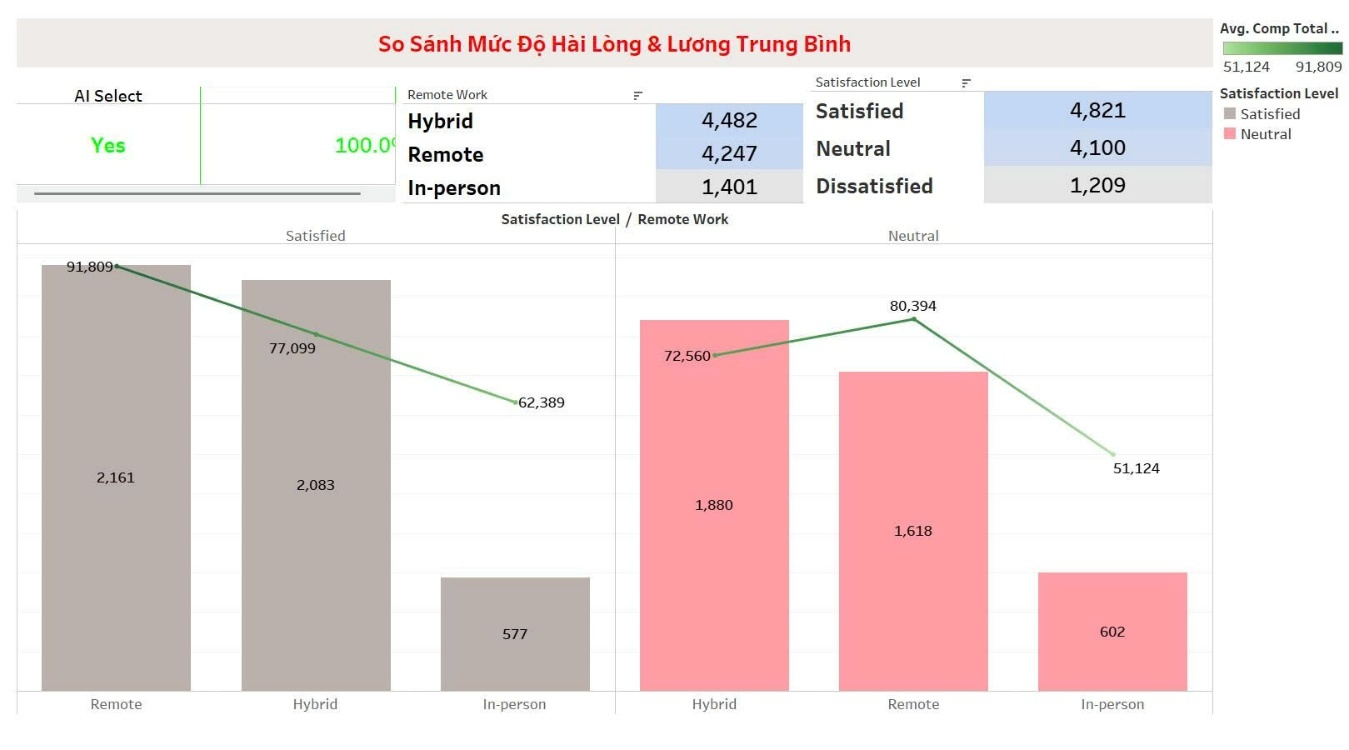 So Sánh Mức Độ Hài Lòng & Lương Trung Bình
Avg. Comp Total ..
51,124 91,809
Satisfaction Level
Satisfied
Neutral
AI Select
Yes 100.0
Remote Work
Hybrid 4,482
Remote 4,247
In-person 1,401
Satisfaction Level
Satisfied 4,821
Neutral 4,100
Dissatisfied 1,209
Satisfaction Level / Remote Work
Satisfied Neutral
91,809
77,099
62,389
2,161
2,083
577
72,560
80,394
51,124
1,880
1,618
602
Remote Hybrid In-person Hybrid Remote In-person